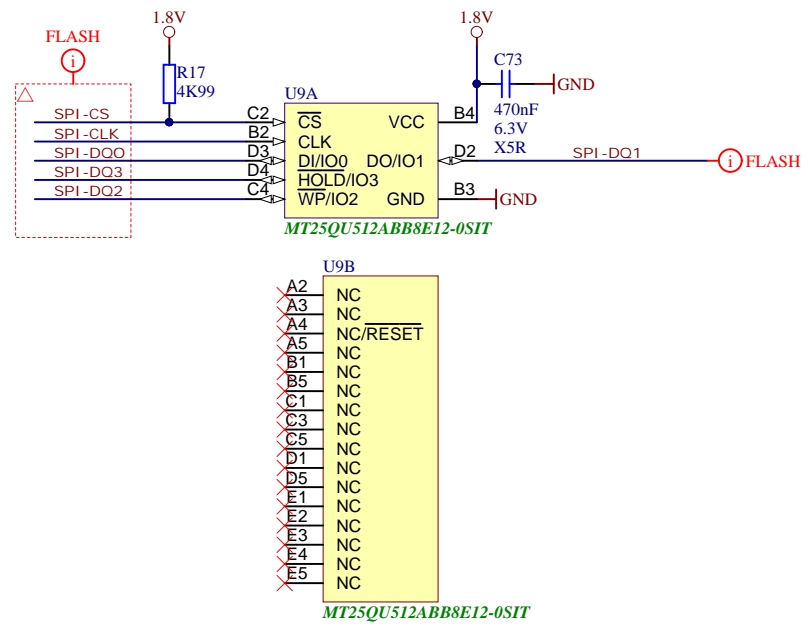 1.8V
1.8V
FLASH
i
R17
4K99
C73
GND
470nF
6.3V
X5R
U9A
SPI-CS C2 CS VCC B4
SPI-CLK B2 CLK
SPI-DQ0 D3 DI/IO0 DO/IO1 D2 SPI-DQ1 i FLASH
SPI-DQ3 D4 HOLD/IO3
SPI-DQ2 C4 WP/IO2 GND B3 GND
MT25QU512ABB8E12-0SIT
U9B
A2 NC
A3 NC
A4 NC/RESET
A5 NC
B1 NC
B5 NC
C1 NC
C3 NC
C5 NC
D1 NC
D5 NC
E1 NC
E2 NC
E3 NC
E4 NC
E5 NC
MT25QU512ABB8E12-0SIT